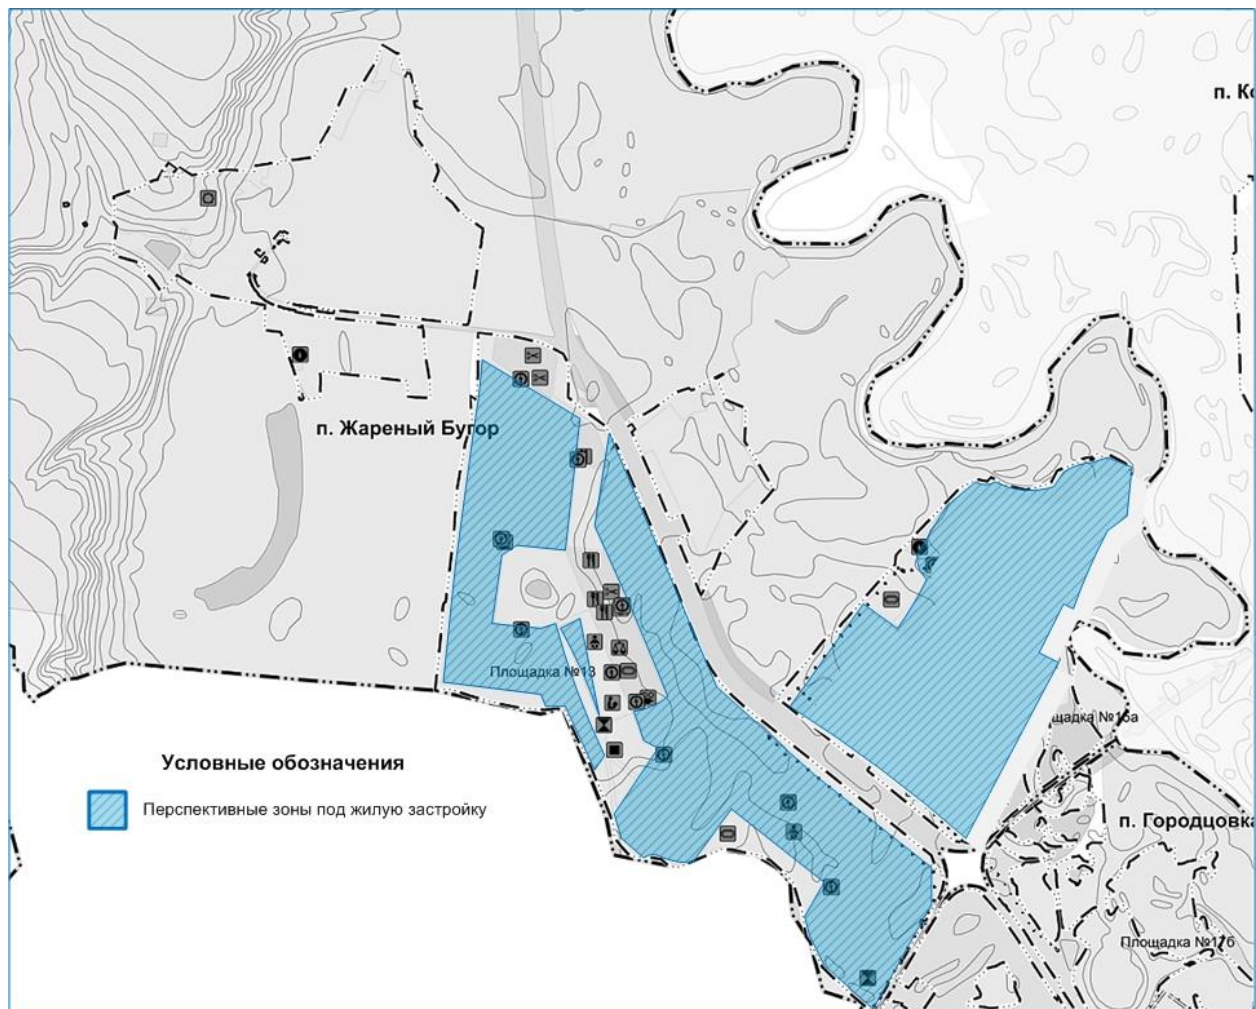 п. Ко
п. Жареный Бугор
Площадка №13
щадка №15а
Условные обозначения
Перспективные зоны под жилую застройку
п. Городцовка
Площадка №17б